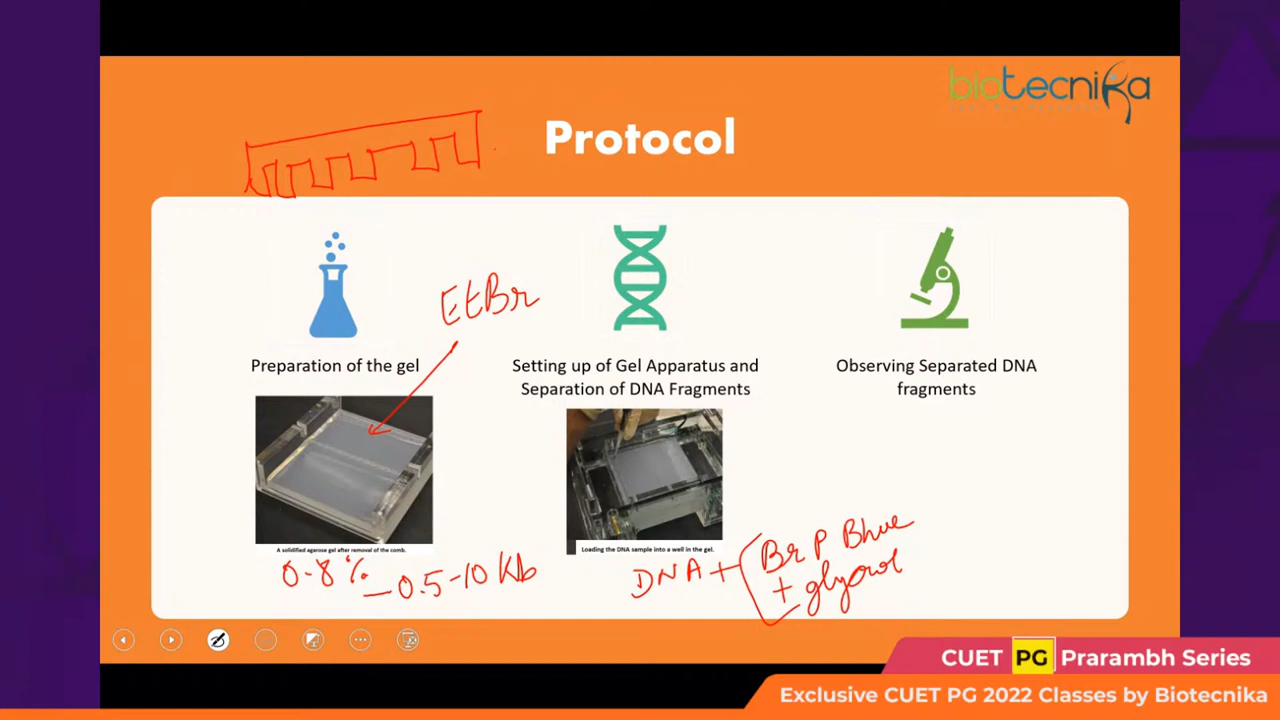 biotecnika
Protocol
EtBr
Preparation of the gel
Setting up of Gel Apparatus and
Separation of DNA Fragments
Observing Separated DNA
fragments
A solidified agarose gel after removal of the comb.
Loading the DNA sample into a well in the gel.
0.8% - 0.5-10 Kb
DNA + Br P Bhue
+ glyerol
CUET PG Prarambh Series
Exclusive CUET PG 2022 Classes by Biotecnika